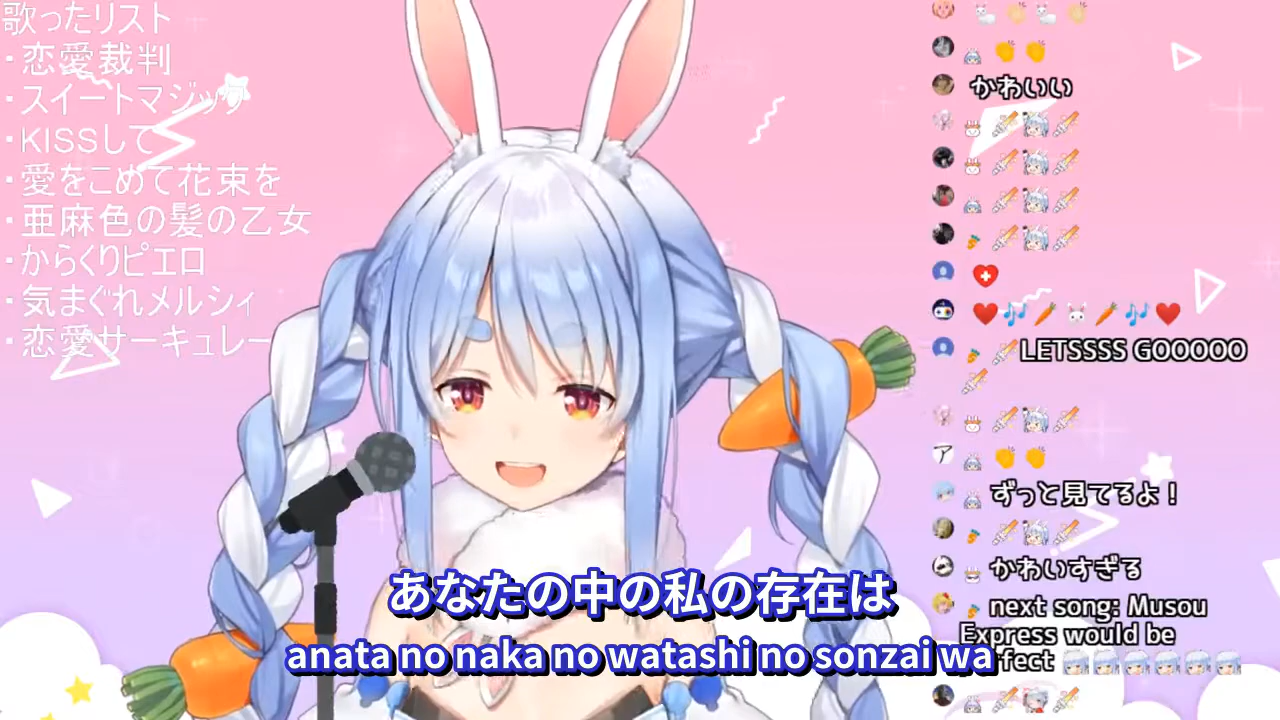 歌ったリスト
・恋愛裁判
・スイートマジック
・KISSして
・愛をこめて花束を
・亜麻色の髪の乙女
・からくりピエロ
・気まぐれメルシィ
・恋愛サーキュレー
かわいい
LETSSSS GOOOOO
ア
ずっと見てるよ！
かわいすぎる
next song: Musou
Express would be
fect
あなたの中の私の存在は
anata no naka no watashi no sonzai wa